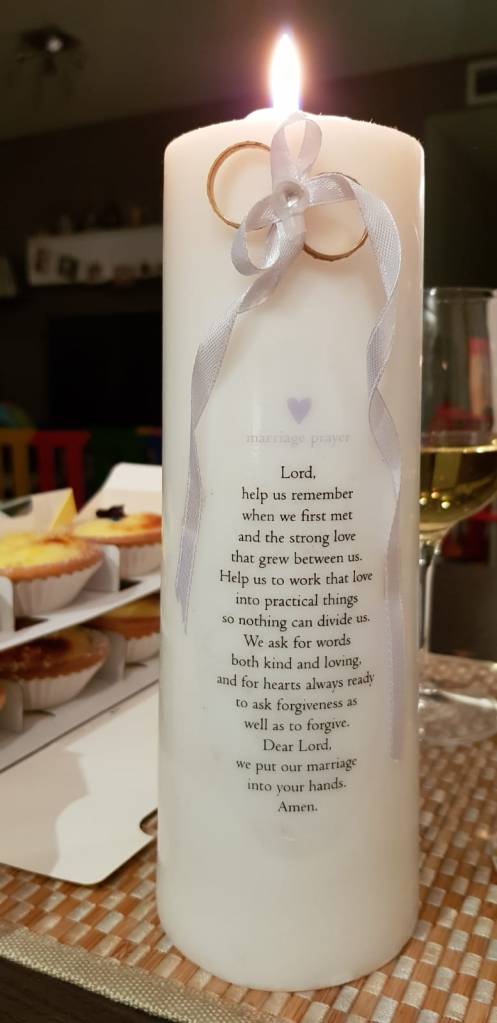 marriage prayer
Lord,
help us remember
when we first met
and the strong love
that grew between us.
Help us to work that love
into practical things
so nothing can divide us.
We ask for words
both kind and loving,
and for hearts always ready
to ask forgiveness as
well as to forgive.
Dear Lord,
we put our marriage
into your hands.
Amen.